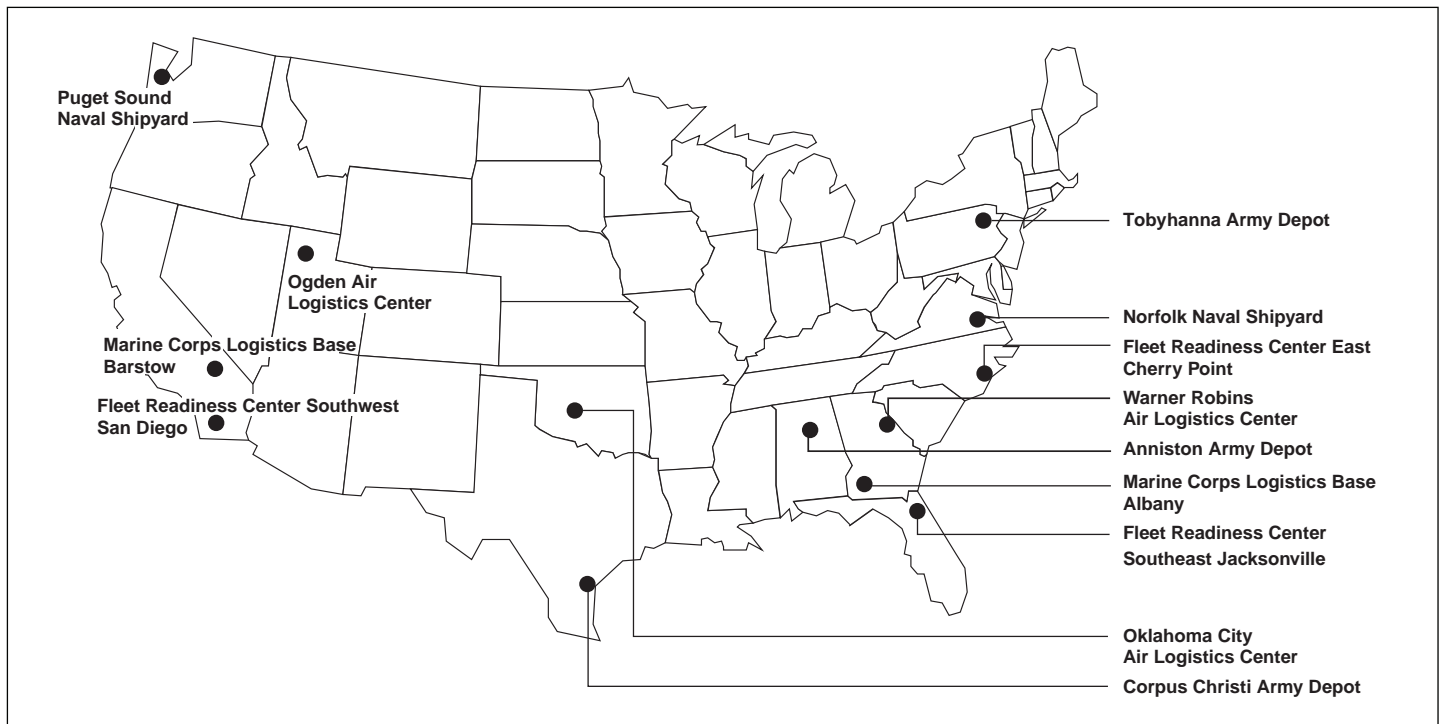 Puget Sound
Naval Shipyard
Ogden Air
Logistics Center
Marine Corps Logistics Base
Barstow
Fleet Readiness Center Southwest
San Diego
Tobyhanna Army Depot
Norfolk Naval Shipyard
Fleet Readiness Center East
Cherry Point
Warner Robins
Air Logistics Center
Anniston Army Depot
Marine Corps Logistics Base
Albany
Fleet Readiness Center
Southeast Jacksonville
Oklahoma City
Air Logistics Center
Corpus Christi Army Depot